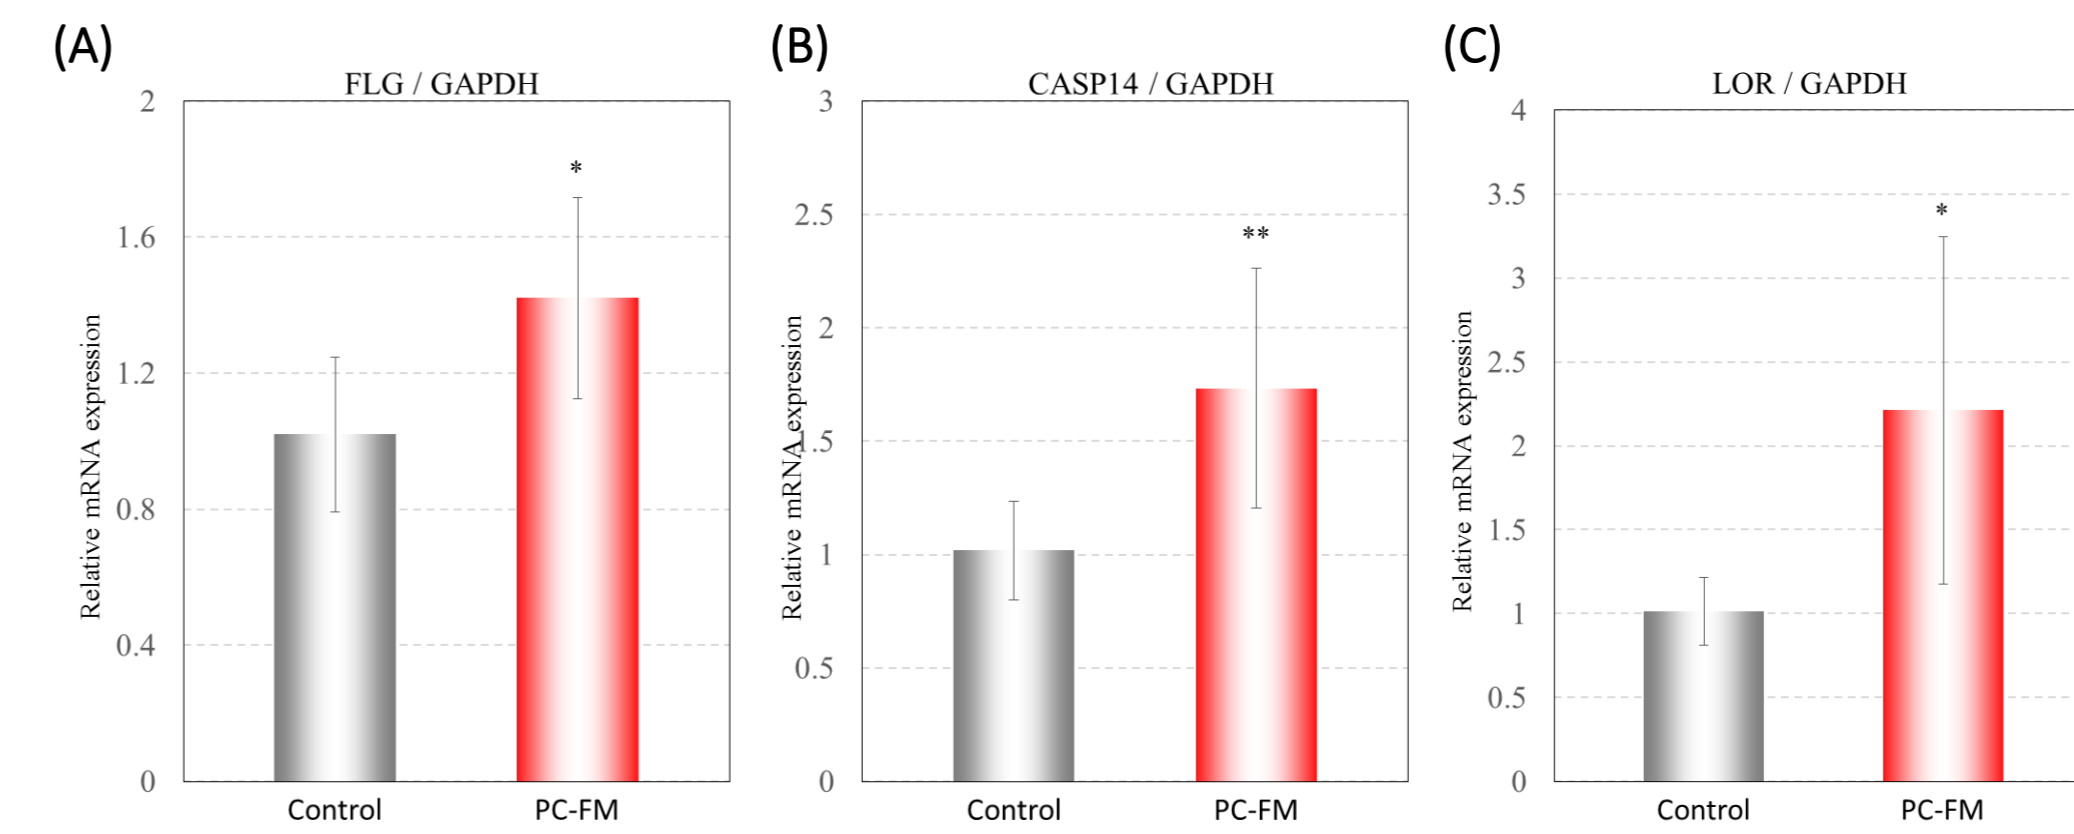 (A)
FLG / GAPDH
2
1.6
1.2
0.8
0.4
0
Relative mRNA expression
*
Control
PC-FM
(B)
CASP14 / GAPDH
3
2.5
2
1.5
1
0.5
0
Relative mRNA expression
**
Control
PC-FM
(C)
LOR / GAPDH
4
3.5
3
2.5
2
1.5
1
0.5
0
Relative mRNA expression
*
Control
PC-FM